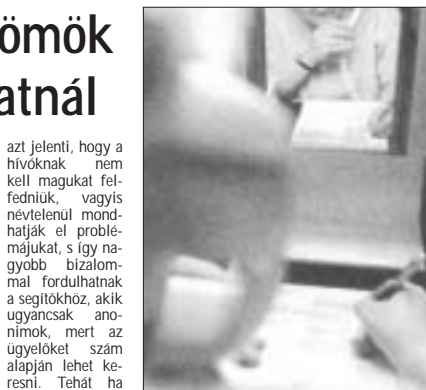 ömök
atnál
azt jelenti, hogy a
hívóknak nem
kell magukat fel-
fedniük, vagyis
névtelenül mond-
hatják el problé-
májukat, s így na-
gyobb bizalom-
mal fordulhatnak
a segítőkhöz, akik
ugyancsak ano-
nimok, mert az
ügyelőket szám
alapján lehet ke-
resni. Tehát ha